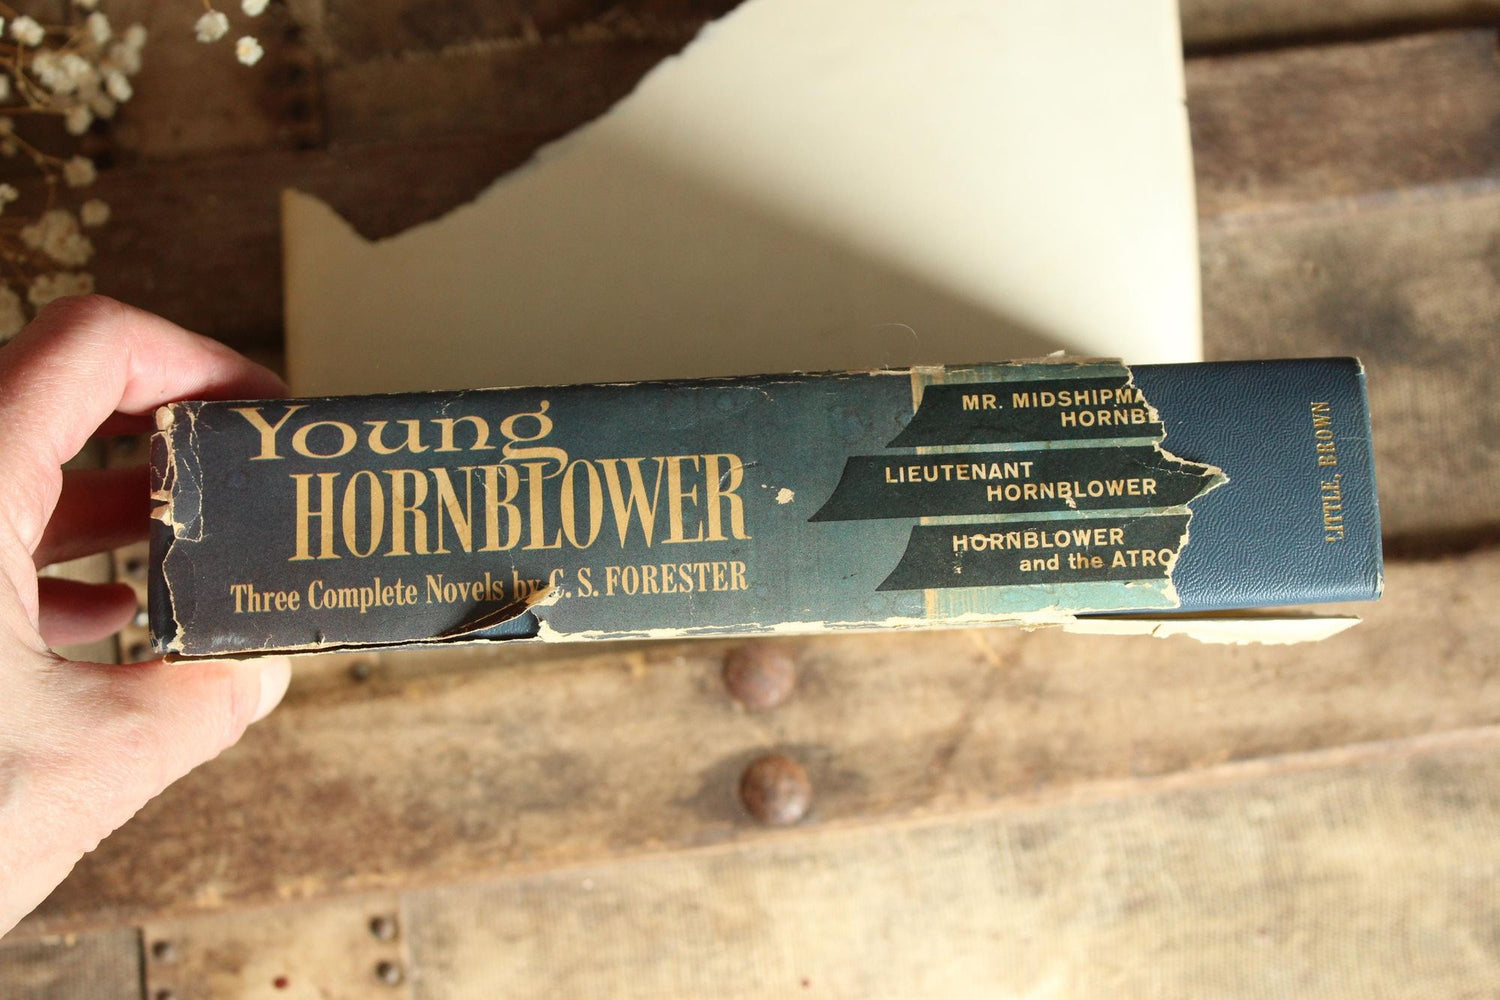 Young
HORNBLOWER
Three Complete Novels by C. S. FORESTER
MR. MIDSHIPMA
HORNB
LIEUTENANT
HORNBLOWER
HORNBLOWER
and the ATRO
LITTLE, BROWN